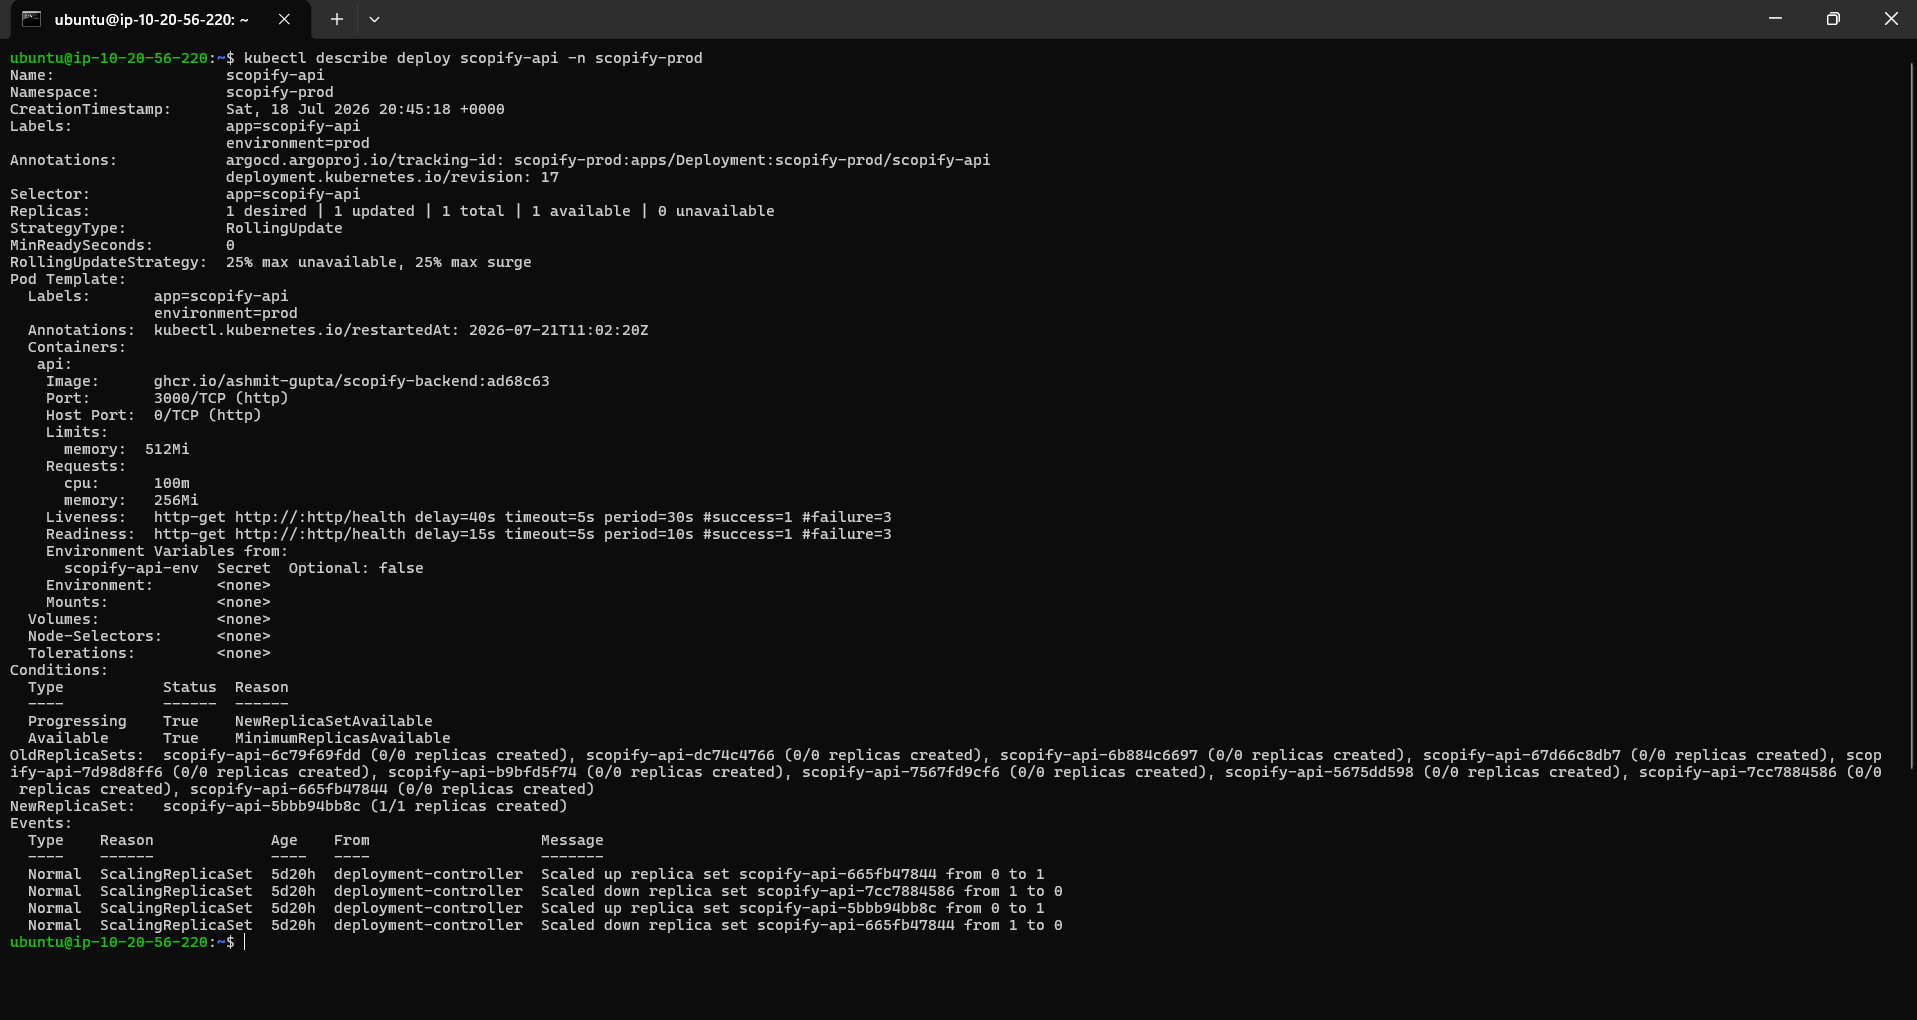 ubuntu@ip-10-20-56-220: ~
ubuntu@ip-10-20-56-220:~$ kubectl describe deploy scopify-api -n scopify-prod
Name:                   scopify-api
Namespace:              scopify-prod
CreationTimestamp:      Sat, 18 Jul 2026 20:45:18 +0000
Labels:                 app=scopify-api
                        environment=prod
Annotations:            argocd.argoproj.io/tracking-id: scopify-prod:apps/Deployment:scopify-prod/scopify-api
                        deployment.kubernetes.io/revision: 17
Selector:               app=scopify-api
Replicas:               1 desired | 1 updated | 1 total | 1 available | 0 unavailable
StrategyType:           RollingUpdate
MinReadySeconds:        0
RollingUpdateStrategy:  25% max unavailable, 25% max surge
Pod Template:
  Labels:       app=scopify-api
                environment=prod
  Annotations:  kubectl.kubernetes.io/restartedAt: 2026-07-21T11:02:20Z
  Containers:
   api:
    Image:      ghcr.io/ashmit-gupta/scopify-backend:ad68c63
    Port:       3000/TCP (http)
    Host Port:  0/TCP (http)
    Limits:
      memory:  512Mi
    Requests:
      cpu:      100m
      memory:   256Mi
    Liveness:   http-get http://:http/health delay=40s timeout=5s period=30s #success=1 #failure=3
    Readiness:  http-get http://:http/health delay=15s timeout=5s period=10s #success=1 #failure=3
    Environment Variables from:
      scopify-api-env  Secret  Optional: false
    Environment:       <none>
    Mounts:            <none>
  Volumes:             <none>
  Node-Selectors:      <none>
  Tolerations:         <none>
Conditions:
  Type           Status  Reason
  ----           ------  ------
  Progressing    True    NewReplicaSetAvailable
  Available      True    MinimumReplicasAvailable
OldReplicaSets:  scopify-api-6c79f69fdd (0/0 replicas created), scopify-api-dc74c4766 (0/0 replicas created), scopify-api-6b884c6697 (0/0 replicas created), scopify-api-67d66c8db7 (0/0 replicas created), scop
ify-api-7d98d8ff6 (0/0 replicas created), scopify-api-b9bfd5f74 (0/0 replicas created), scopify-api-7567fd9cf6 (0/0 replicas created), scopify-api-5675dd598 (0/0 replicas created), scopify-api-7cc7884586 (0/0
 replicas created), scopify-api-665fb47844 (0/0 replicas created)
NewReplicaSet:   scopify-api-5bbb94bb8c (1/1 replicas created)
Events:
  Type    Reason             Age    From                   Message
  ----    ------             ----   ----                   -------
  Normal  ScalingReplicaSet  5d20h  deployment-controller  Scaled up replica set scopify-api-665fb47844 from 0 to 1
  Normal  ScalingReplicaSet  5d20h  deployment-controller  Scaled down replica set scopify-api-7cc7884586 from 1 to 0
  Normal  ScalingReplicaSet  5d20h  deployment-controller  Scaled up replica set scopify-api-5bbb94bb8c from 0 to 1
  Normal  ScalingReplicaSet  5d20h  deployment-controller  Scaled down replica set scopify-api-665fb47844 from 1 to 0
ubuntu@ip-10-20-56-220:~$